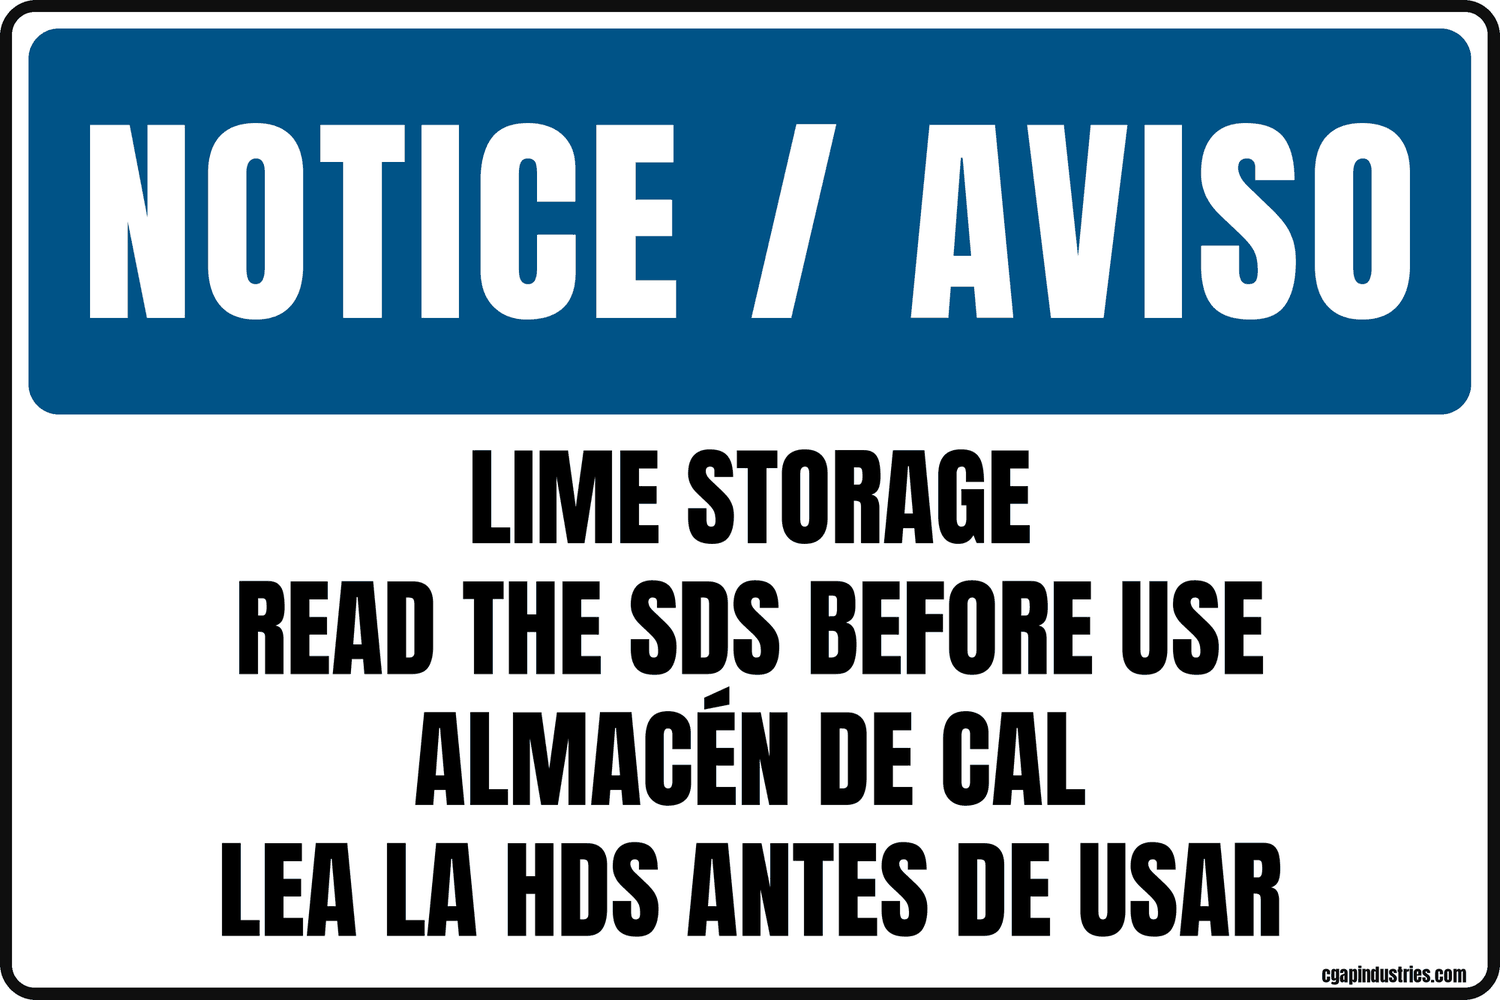 NOTICE / AVISO
LIME STORAGE
READ THE SDS BEFORE USE
ALMACÉN DE CAL
LEA LA HDS ANTES DE USAR
cgapindustries.com